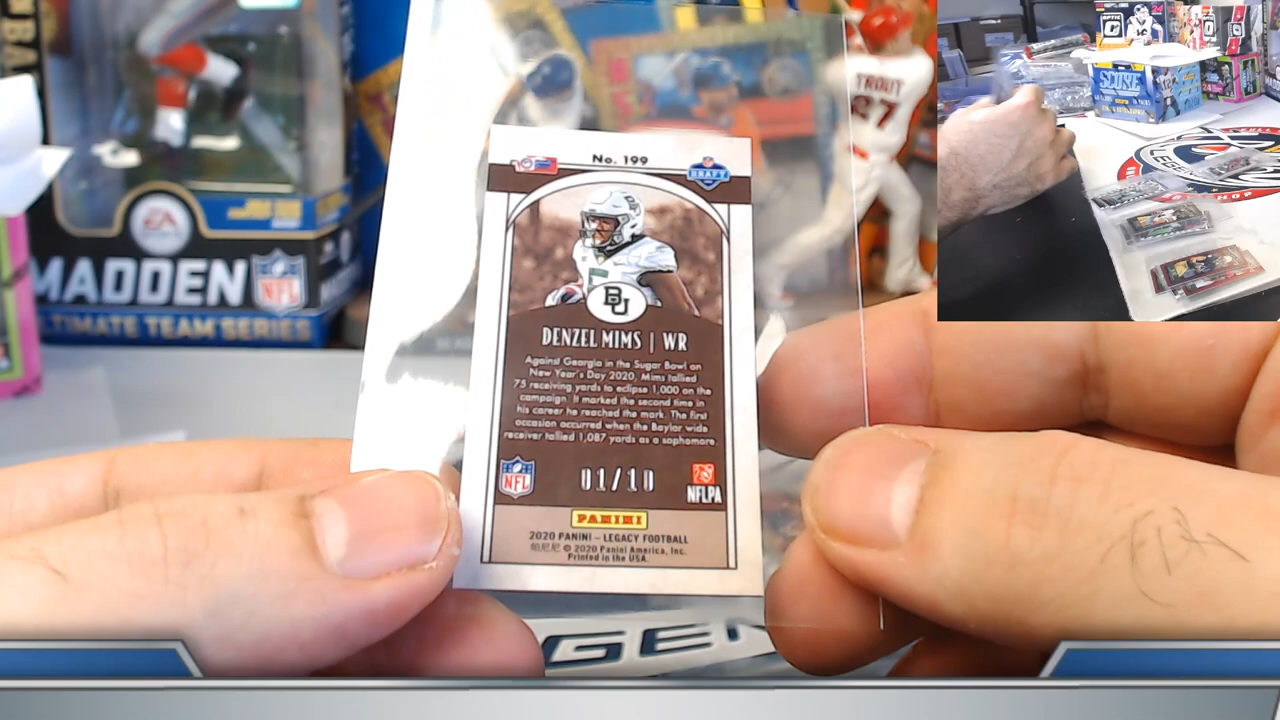 No. 199
DRAFT
BU
DENZEL MIMS | WR
Against Georgia in the Sugar Bowl on
New Year's Day 2020, Mims tallied
75 receiving yards to eclipse 1,000 on the
campaign. It marked the second time in
his career he reached the mark. The first
occasion occurred when the Baylor wide
receiver tallied 1,087 yards as a sophomore.
NFL
01/10
NFLPA
PANINI
2020 PANINI – LEGACY FOOTBALL
© 2020 Panini America, Inc.
Printed in the USA.
EA
MADDEN
NFL
ULTIMATE TEAM SERIES
TROUT
27
OPTIC
SCORE
24
LEGEN